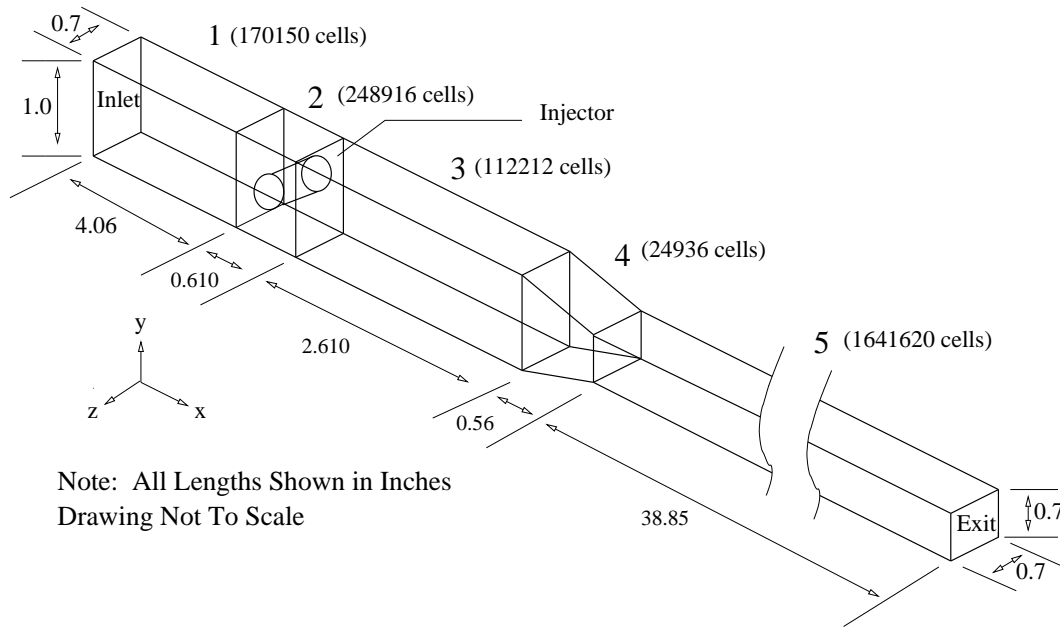 0.7
1 (170150 cells)
Inlet
1.0
2 (248916 cells)
Injector
3 (112212 cells)
4.06
0.610
4 (24936 cells)
2.610
y
z
x
0.56
5 (1641620 cells)
Note: All Lengths Shown in Inches
Drawing Not To Scale
38.85
Exit
0.7
0.7